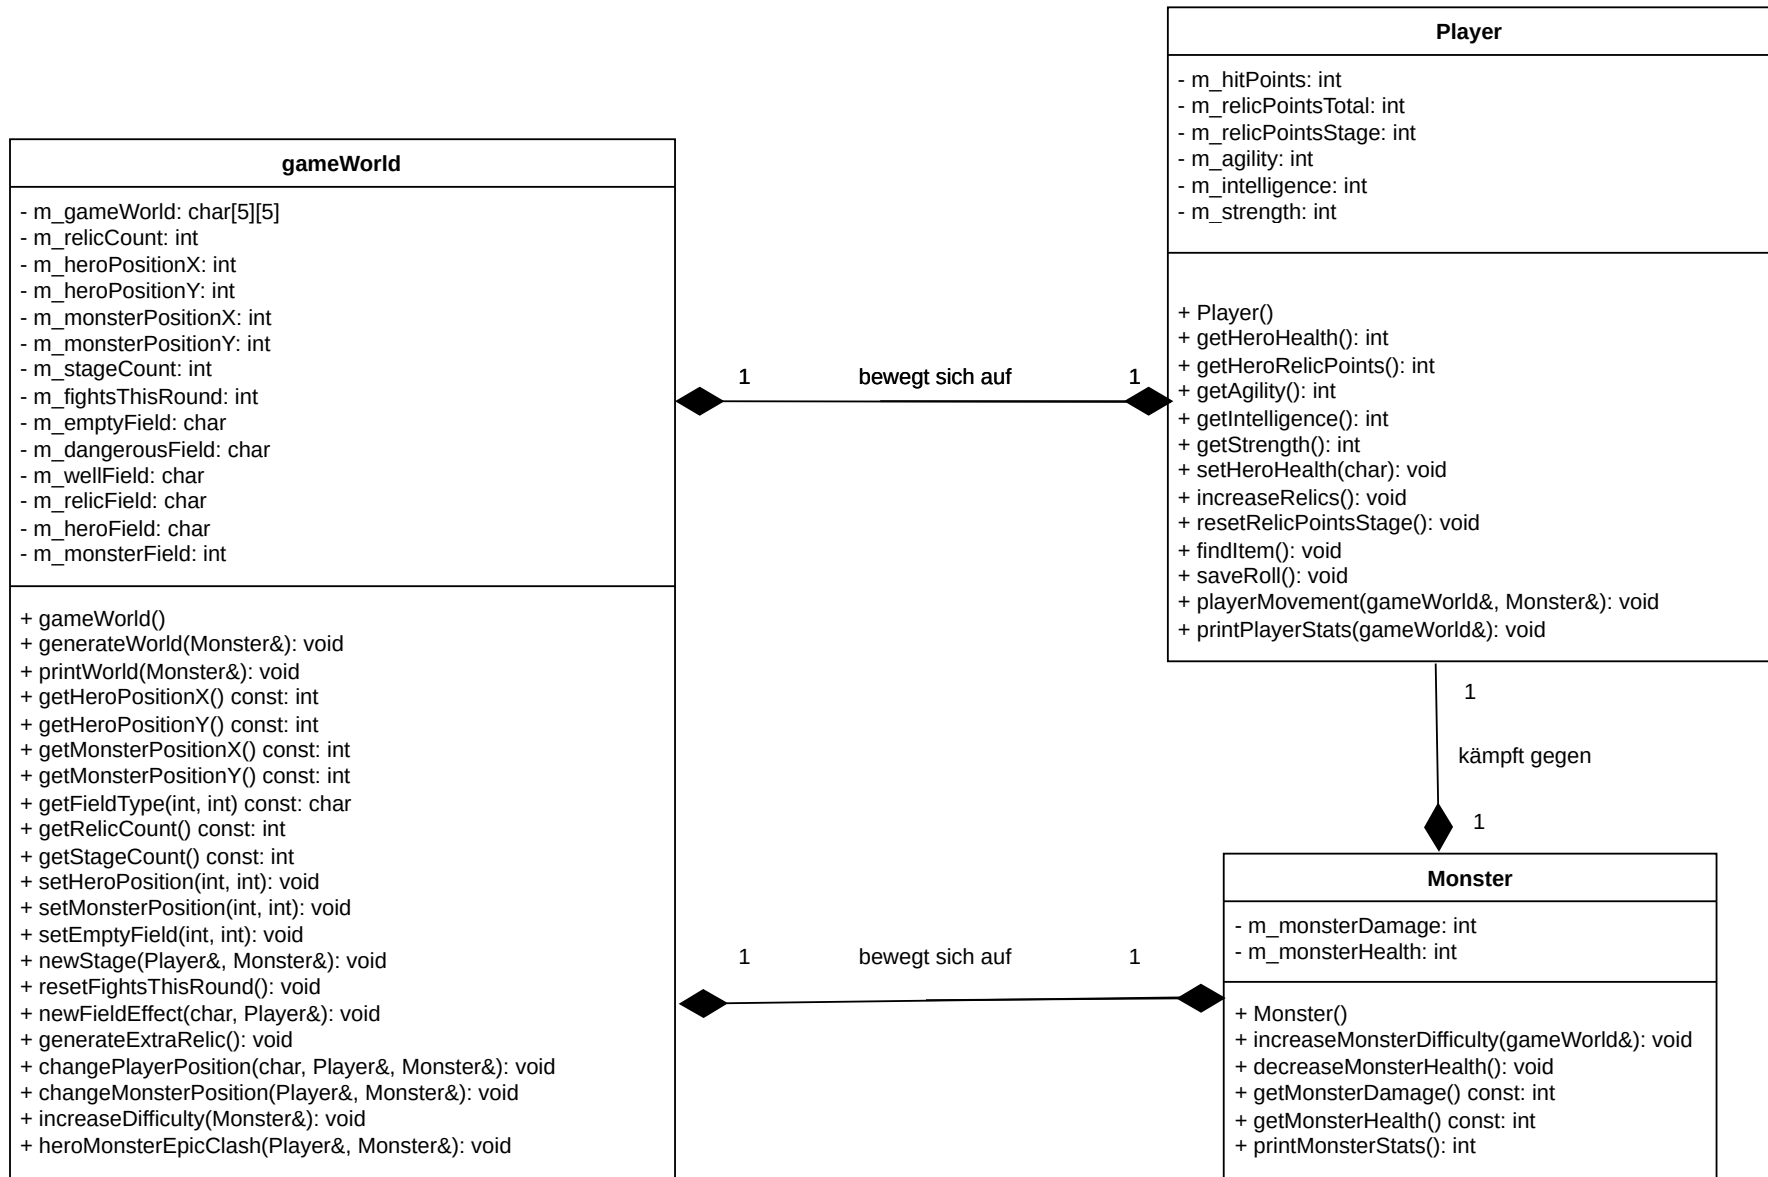 gameWorld
- m_gameWorld: char[5][5]
- m_relicCount: int
- m_heroPositionX: int
- m_heroPositionY: int
- m_monsterPositionX: int
- m_monsterPositionY: int
- m_stageCount: int
- m_fightsThisRound: int
- m_emptyField: char
- m_dangerousField: char
- m_wellField: char
- m_relicField: char
- m_heroField: char
- m_monsterField: int
+ gameWorld()
+ generateWorld(Monster&): void
+ printWorld(Monster&): void
+ getHeroPositionX() const: int
+ getHeroPositionY() const: int
+ getMonsterPositionX() const: int
+ getMonsterPositionY() const: int
+ getFieldType(int, int) const: char
+ getRelicCount() const: int
+ getStageCount() const: int
+ setHeroPosition(int, int): void
+ setMonsterPosition(int, int): void
+ setEmptyField(int, int): void
+ newStage(Player&, Monster&): void
+ resetFightsThisRound(): void
+ newFieldEffect(char, Player&): void
+ generateExtraRelic(): void
+ changePlayerPosition(char, Player&, Monster&): void
+ changeMonsterPosition(Player&, Monster&): void
+ increaseDifficulty(Monster&): void
+ heroMonsterEpicClash(Player&, Monster&): void
1 bewegt sich auf 1
1 bewegt sich auf 1
Player
- m_hitPoints: int
- m_relicPointsTotal: int
- m_relicPointsStage: int
- m_agility: int
- m_intelligence: int
- m_strength: int
+ Player()
+ getHeroHealth(): int
+ getHeroRelicPoints(): int
+ getAgility(): int
+ getIntelligence(): int
+ getStrength(): int
+ setHeroHealth(char): void
+ increaseRelics(): void
+ resetRelicPointsStage(): void
+ findItem(): void
+ saveRoll(): void
+ playerMovement(gameWorld&, Monster&): void
+ printPlayerStats(gameWorld&): void
1
kämpft gegen
1
Monster
- m_monsterDamage: int
- m_monsterHealth: int
+ Monster()
+ increaseMonsterDifficulty(gameWorld&): void
+ decreaseMonsterHealth(): void
+ getMonsterDamage() const: int
+ getMonsterHealth() const: int
+ printMonsterStats(): int